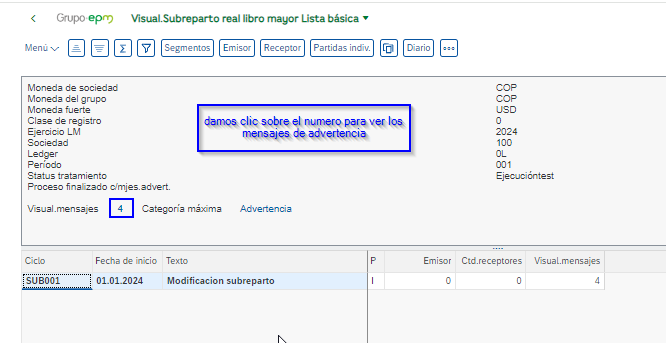 Grupo·epm Visual.Subreparto real libro mayor Lista básica
Menú Segmentos Emisor Receptor Partidas indiv. Diario
Moneda de sociedad COP
Moneda del grupo COP
Moneda fuerte USD
Clase de registro 0
Ejercicio LM 2024
Sociedad 100
Ledger 0L
Período 001
Status tratamiento Ejecucióntest
Proceso finalizado c/mjes.advert.
damos clic sobre el numero para ver los
mensajes de advertencia
Visual.mensajes 4 Categoría máxima Advertencia
Ciclo Fecha de inicio Texto P Emisor Ctd.receptores Visual.mensajes
SUB001 01.01.2024 Modificacion subreparto I 0 0 4